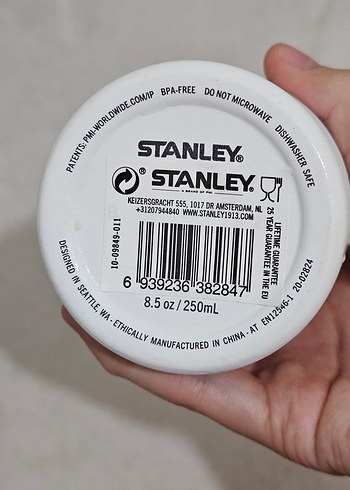 PATENTS: PMI-WORLDWIDE.COM/IP BPA-FREE DO NOT MICROWAVE DISHWASHER SAFE
STANLEY®
® STANLEY®
A BRAND OF PMI
KEIZERSGRACHT 555, 1017 DR AMSTERDAM, NL
+31207944840 WWW.STANLEY1913.COM
LIFETIME GUARANTEE
25 YEAR GUARANTEE IN THE EU
10-09849-011
6 939236 382847
8.5 oz / 250mL
DESIGNED IN SEATTLE, WA - ETHICALLY MANUFACTURED IN CHINA - AT EN12546-1 20-02824